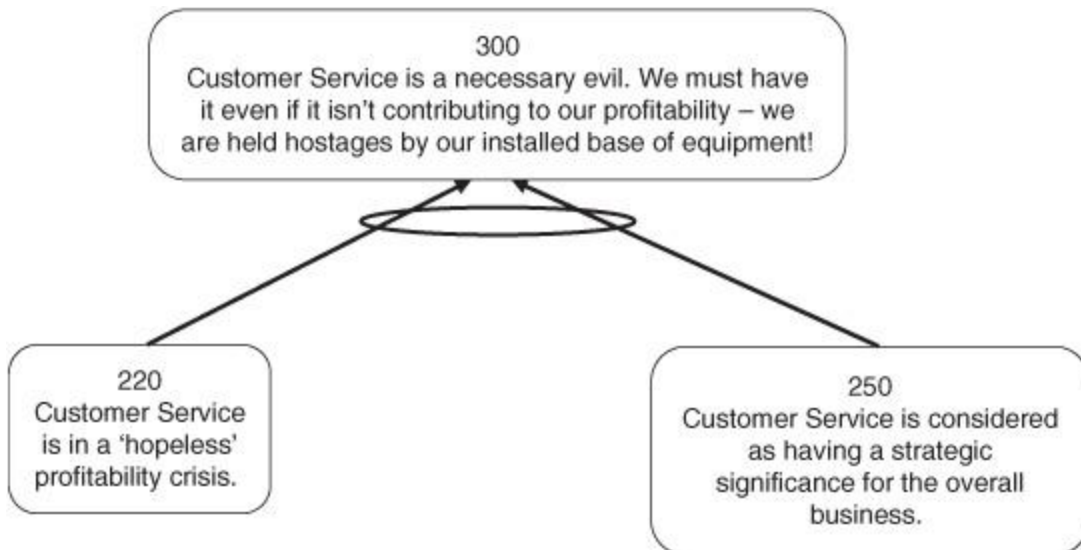 300
Customer Service is a necessary evil. We must have
it even if it isn't contributing to our profitability – we
are held hostages by our installed base of equipment!
220
Customer Service
is in a ‘hopeless’
profitability crisis.
250
Customer Service is considered
as having a strategic
significance for the overall
business.